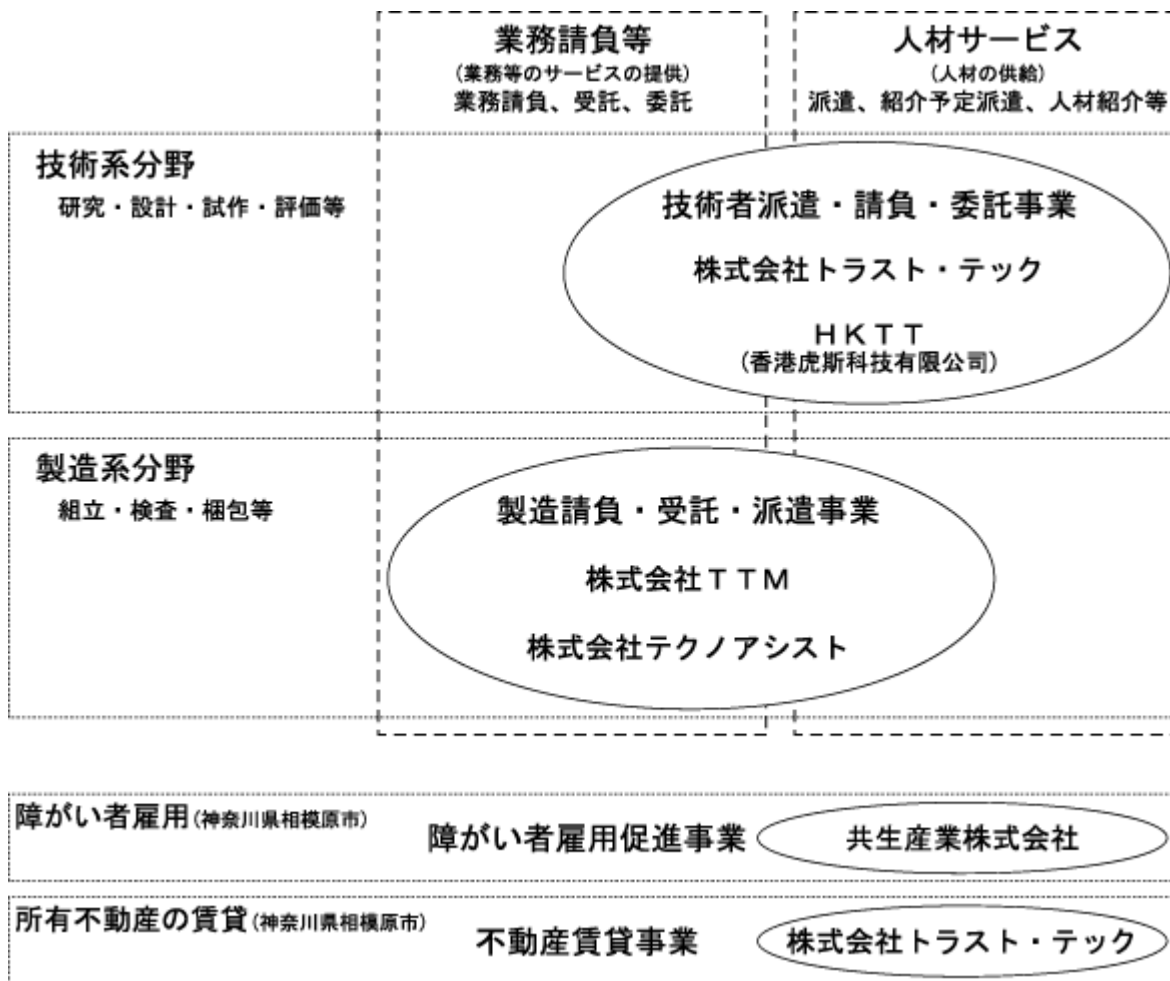 業務請負等
(業務等のサービスの提供)
業務請負、受託、委託
人材サービス
(人材の供給)
派遣、紹介予定派遣、人材紹介等
技術系分野
研究・設計・試作・評価等
技術者派遣・請負・委託事業
株式会社トラスト・テック
ＨＫＴＴ
(香港虎斯科技有限公司)
製造系分野
組立・検査・梱包等
製造請負・受託・派遣事業
株式会社ＴＴＭ
株式会社テクノアシスト
障がい者雇用(神奈川県相模原市)
障がい者雇用促進事業
共生産業株式会社
所有不動産の賃貸(神奈川県相模原市)
不動産賃貸事業
株式会社トラスト・テック